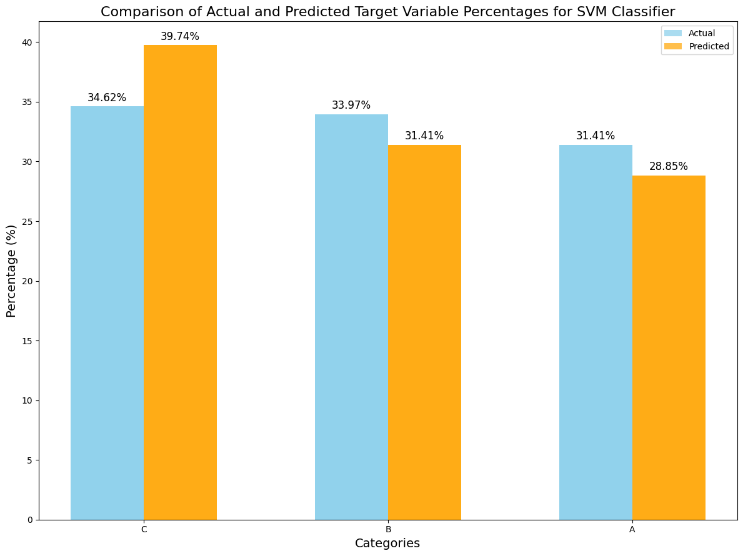 Comparison of Actual and Predicted Target Variable Percentages for SVM Classifier
Actual
Predicted
39.74%
34.62%
33.97%
31.41%
31.41%
28.85%
Percentage (%)
40
35
30
25
20
15
10
5
0
C
B
A
Categories